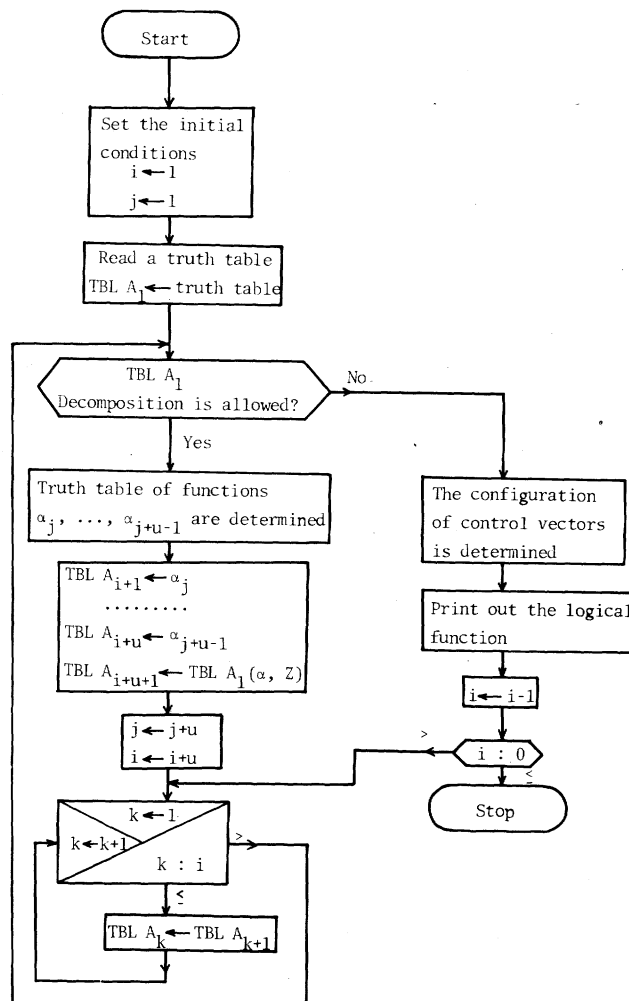 Start
Set the initial
conditions
i ← 1
j ← 1
Read a truth table
TBL A₁ ← truth table
TBL A₁
Decomposition is allowed?
No
Yes
Truth table of functions
αⱼ, ..., αⱼ₊ᵤ₋₁ are determined
TBL Aᵢ₊₁ ← αⱼ
.........
TBL Aᵢ₊ᵤ ← αⱼ₊ᵤ₋₁
TBL Aᵢ₊ᵤ₊₁ ← TBL A₁(α, Z)
j ← j+u
i ← i+u
k ← 1
k ← k+1
k : i
>
≤
TBL Aₖ ← TBL Aₖ₊₁
The configuration
of control vectors
is determined
Print out the logical
function
i ← i-1
>
i : 0
≤
Stop